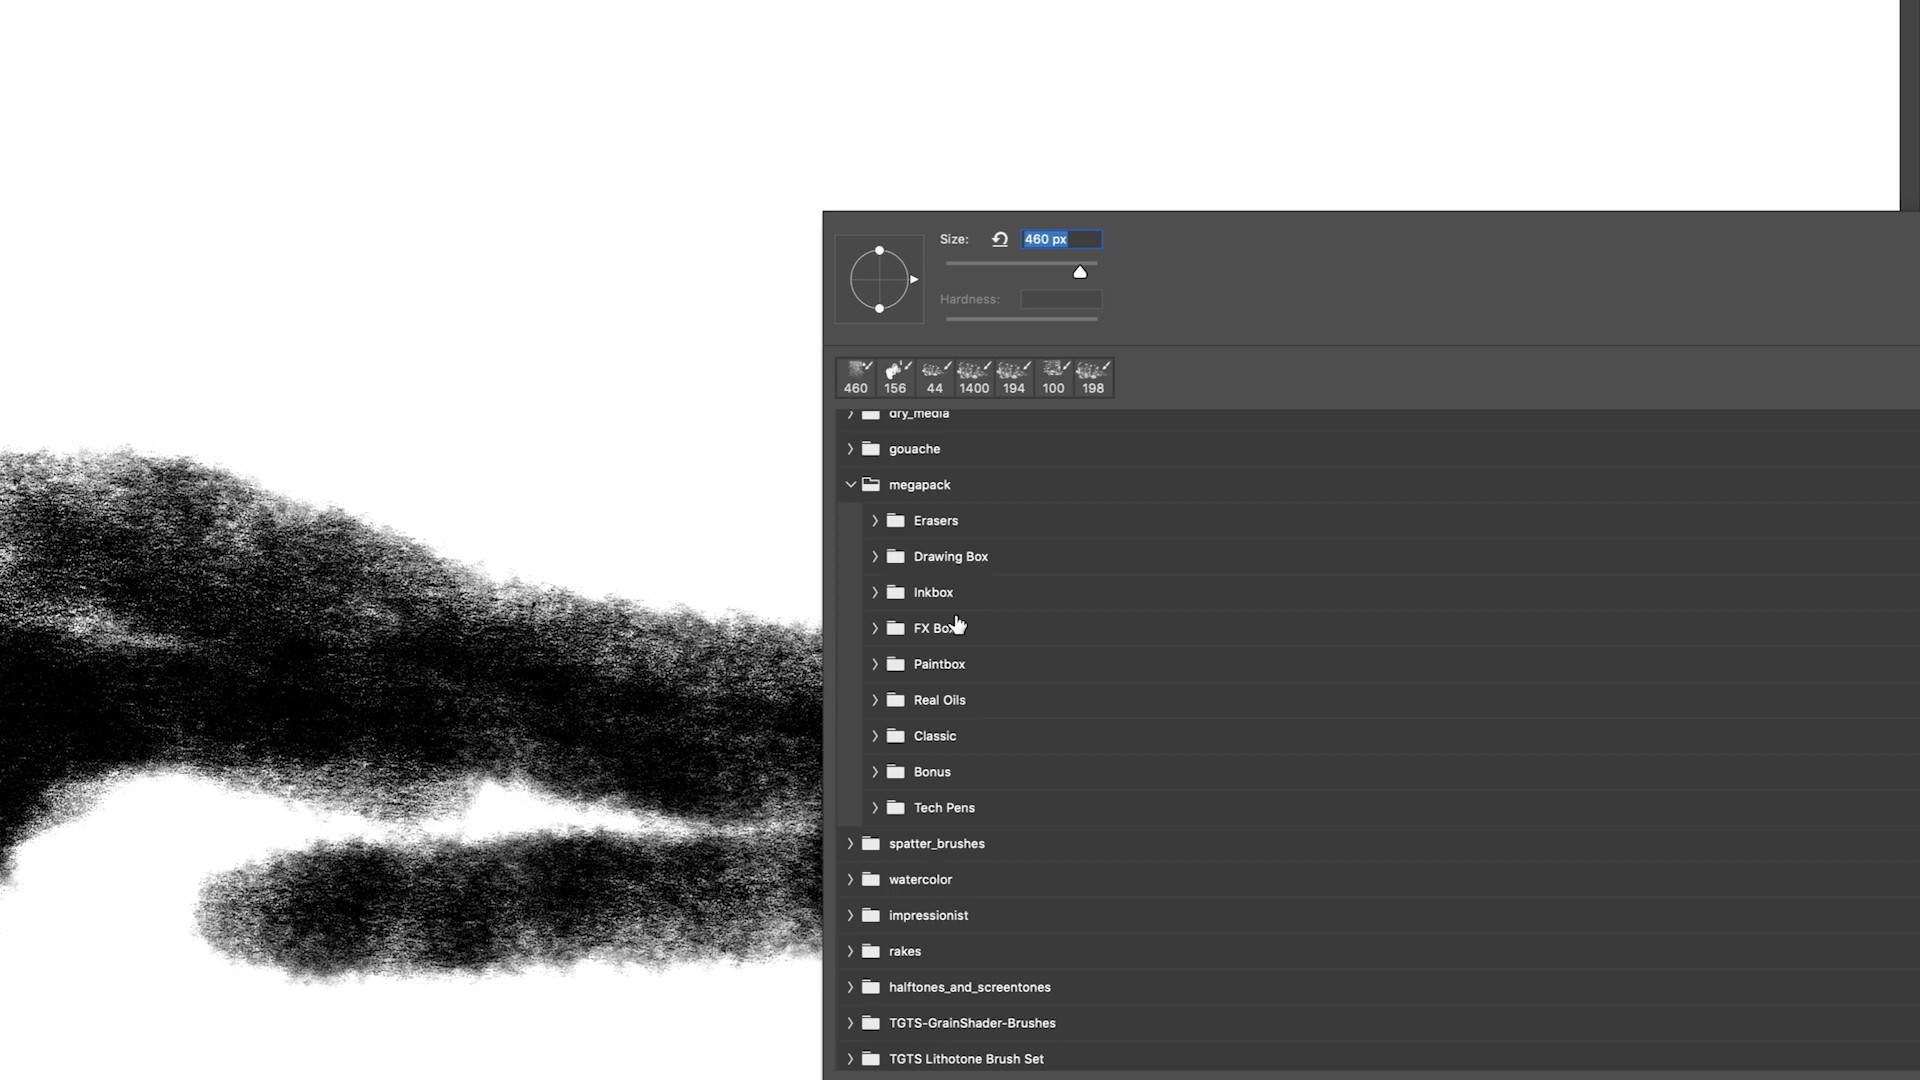 Size: 460 px
Hardness:
460 156 44 1400 194 100 198
dry_media
gouache
megapack
Erasers
Drawing Box
Inkbox
FX Box
Paintbox
Real Oils
Classic
Bonus
Tech Pens
spatter_brushes
watercolor
impressionist
rakes
halftones_and_screentones
TGTS-GrainShader-Brushes
TGTS Lithotone Brush Set